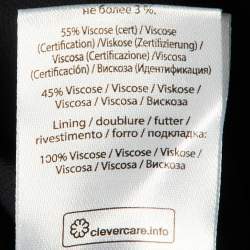 не более 3 %.
55% Viscose (cert) / Viscose
(Certification) /Viskose (Zertifizierung) /
Viscosa (Certificazione) /Viscosa
(Certificación) / Вискоза (Идентификация)
45% Viscose / Viscose / Viskose /
Viscosa / Viscosa / Вискоза
Lining / doublure / futter /
rivestimento / forro / подкладка:
100% Viscose / Viscose / Viskose /
Viscosa / Viscosa / Вискоза
clevercare.info